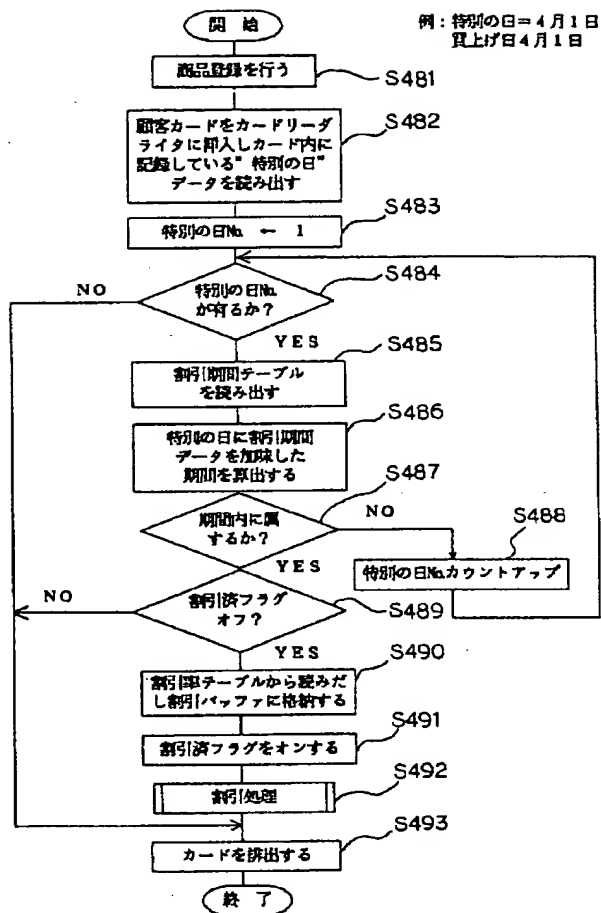 開 始
例：特別の日＝４月１日
買上げ日４月１日
商品登録を行う
S481
顧客カードをカードリーダ
ライタに挿入しカード内に
記録している”特別の日”
データを読み出す
S482
特別の日No. ← 1
S483
特別の日No.
が有るか？
S484
NO
YES
割引期間テーブル
を読み出す
S485
特別の日に割引期間
データを加味した
期間を算出する
S486
期間内に属
するか？
S487
NO
YES
特別の日No.カウントアップ
S488
割引済フラグ
オフ？
S489
NO
YES
割引率テーブルから読みだ
し割引バッファに格納する
S490
割引済フラグをオンする
S491
割引処理
S492
カードを排出する
S493
終 了